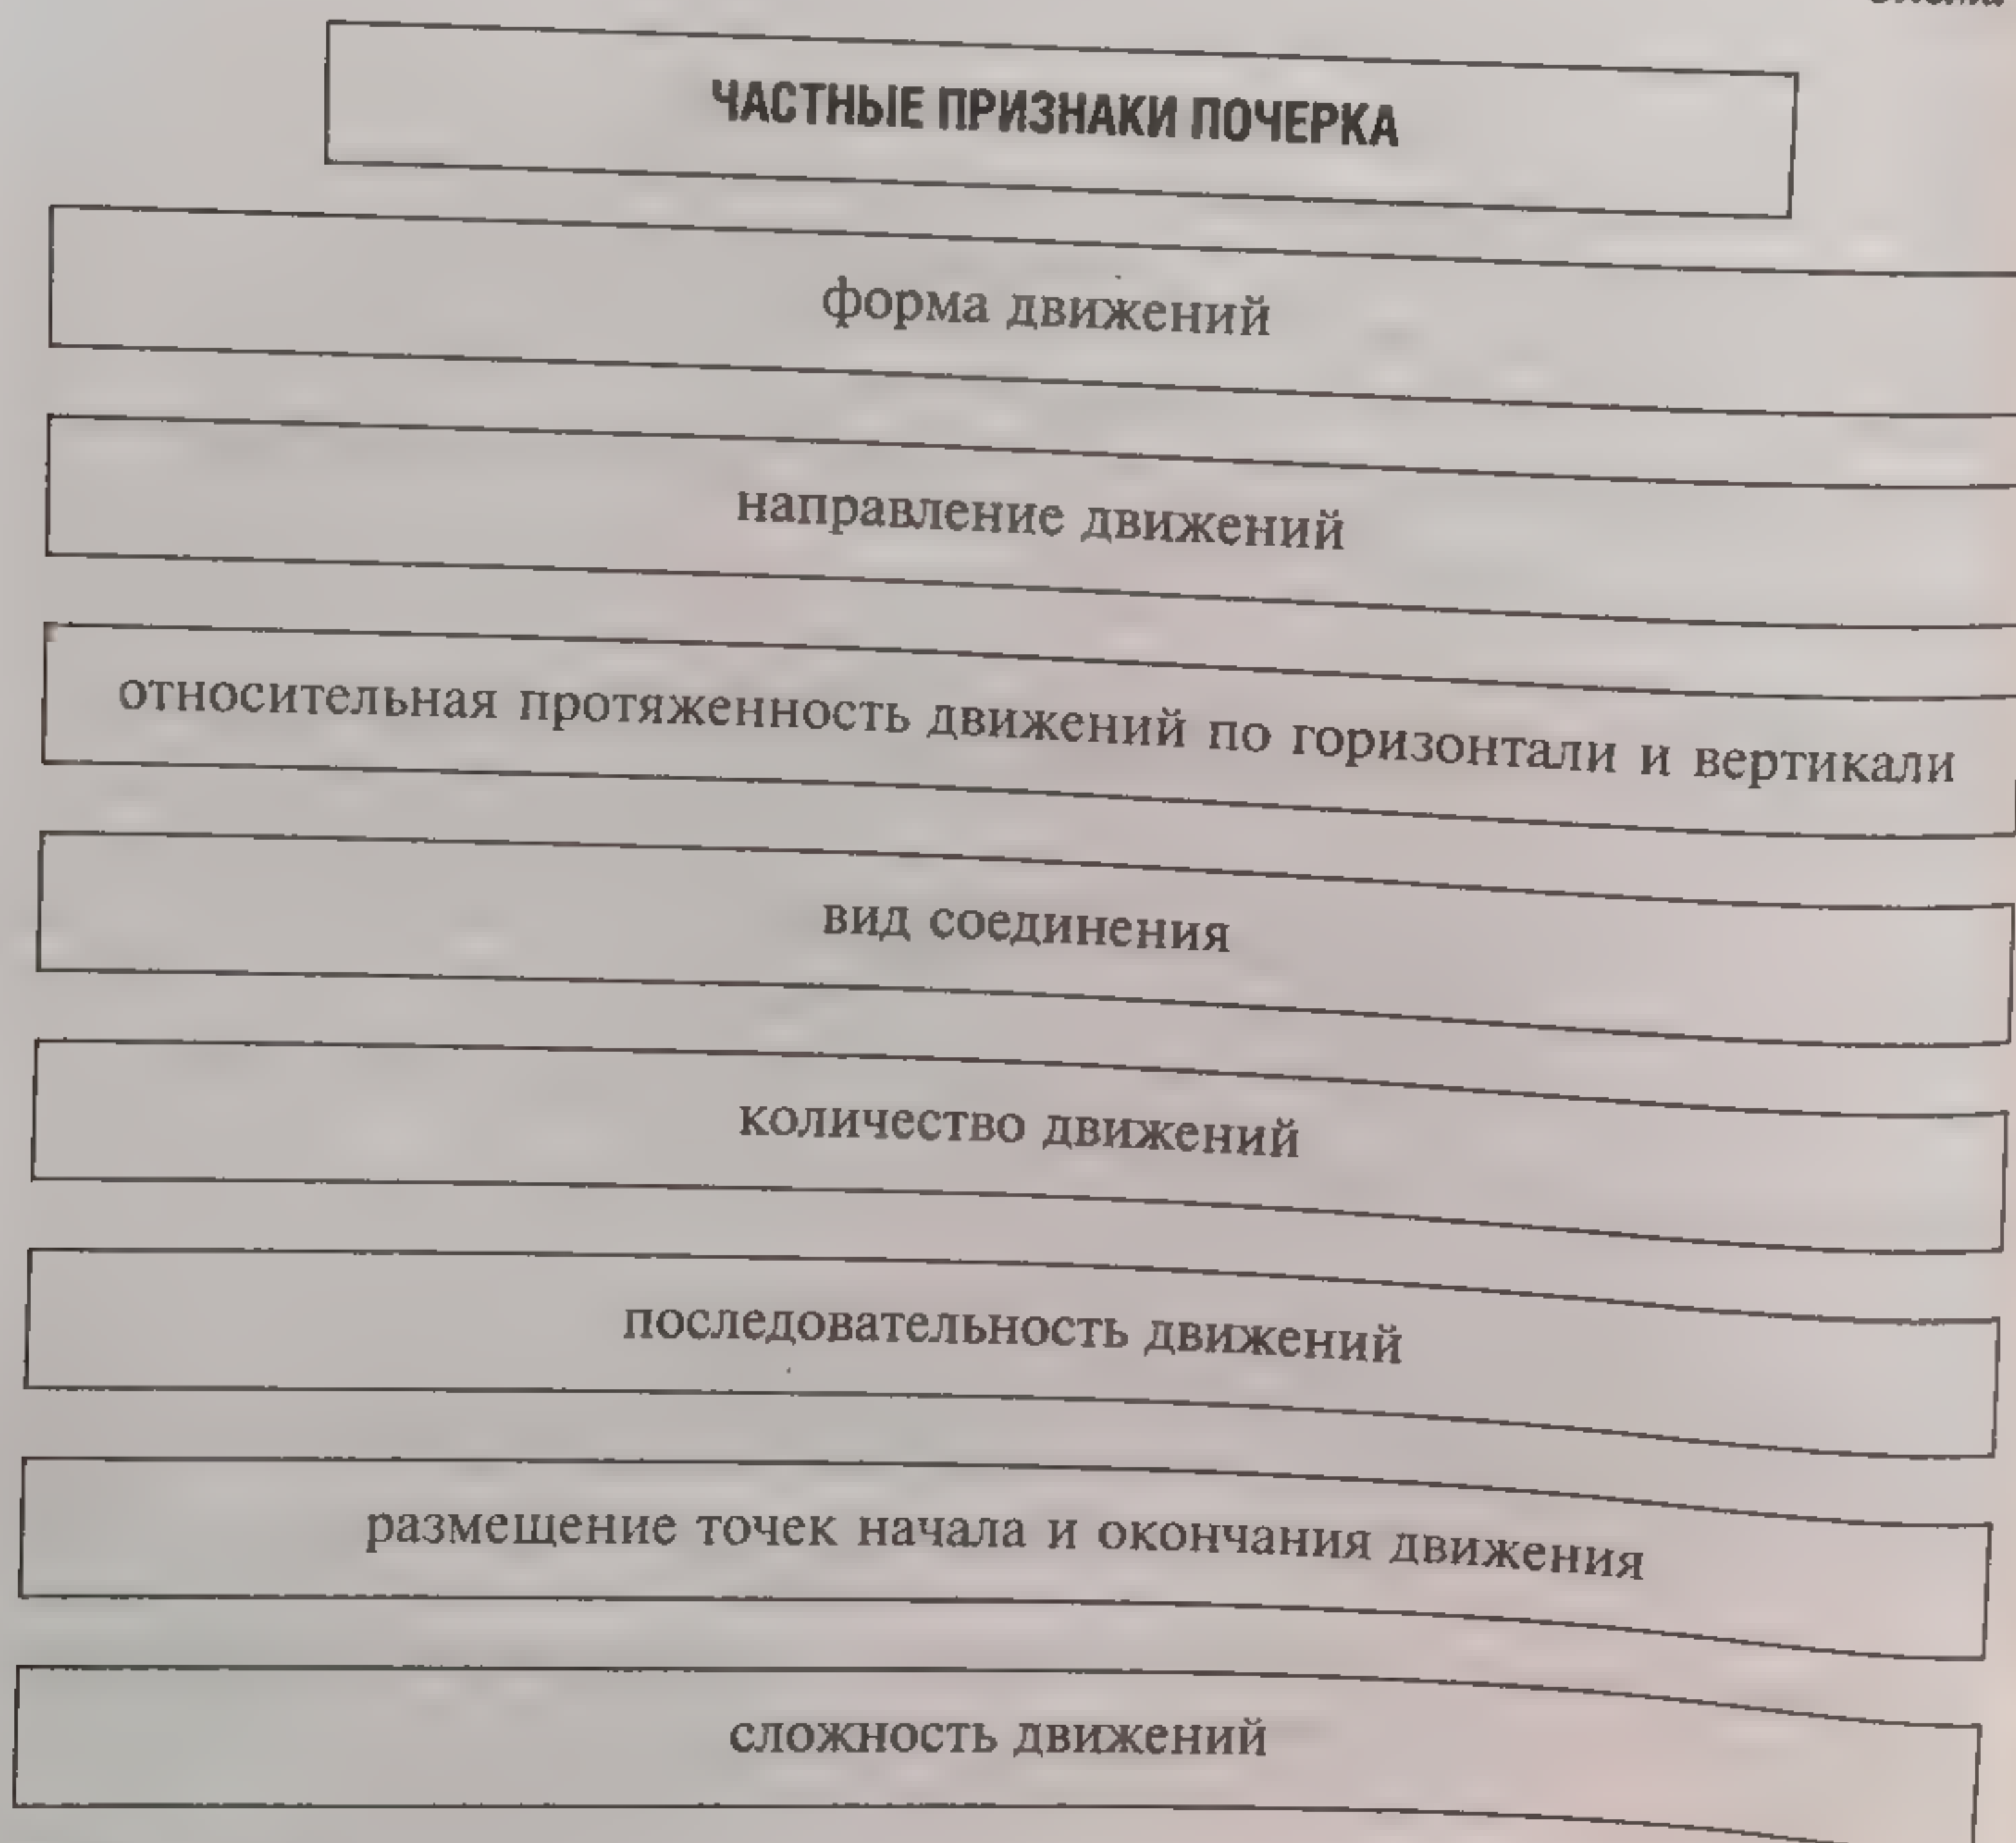 ЧАСТНЫЕ ПРИЗНАКИ ПОЧЕРКА
форма движений
направление движений
относительная протяженность движений по горизонтали и вертикали
вид соединения
количество движений
последовательность движений
размещение точек начала и окончания движения
сложность движений